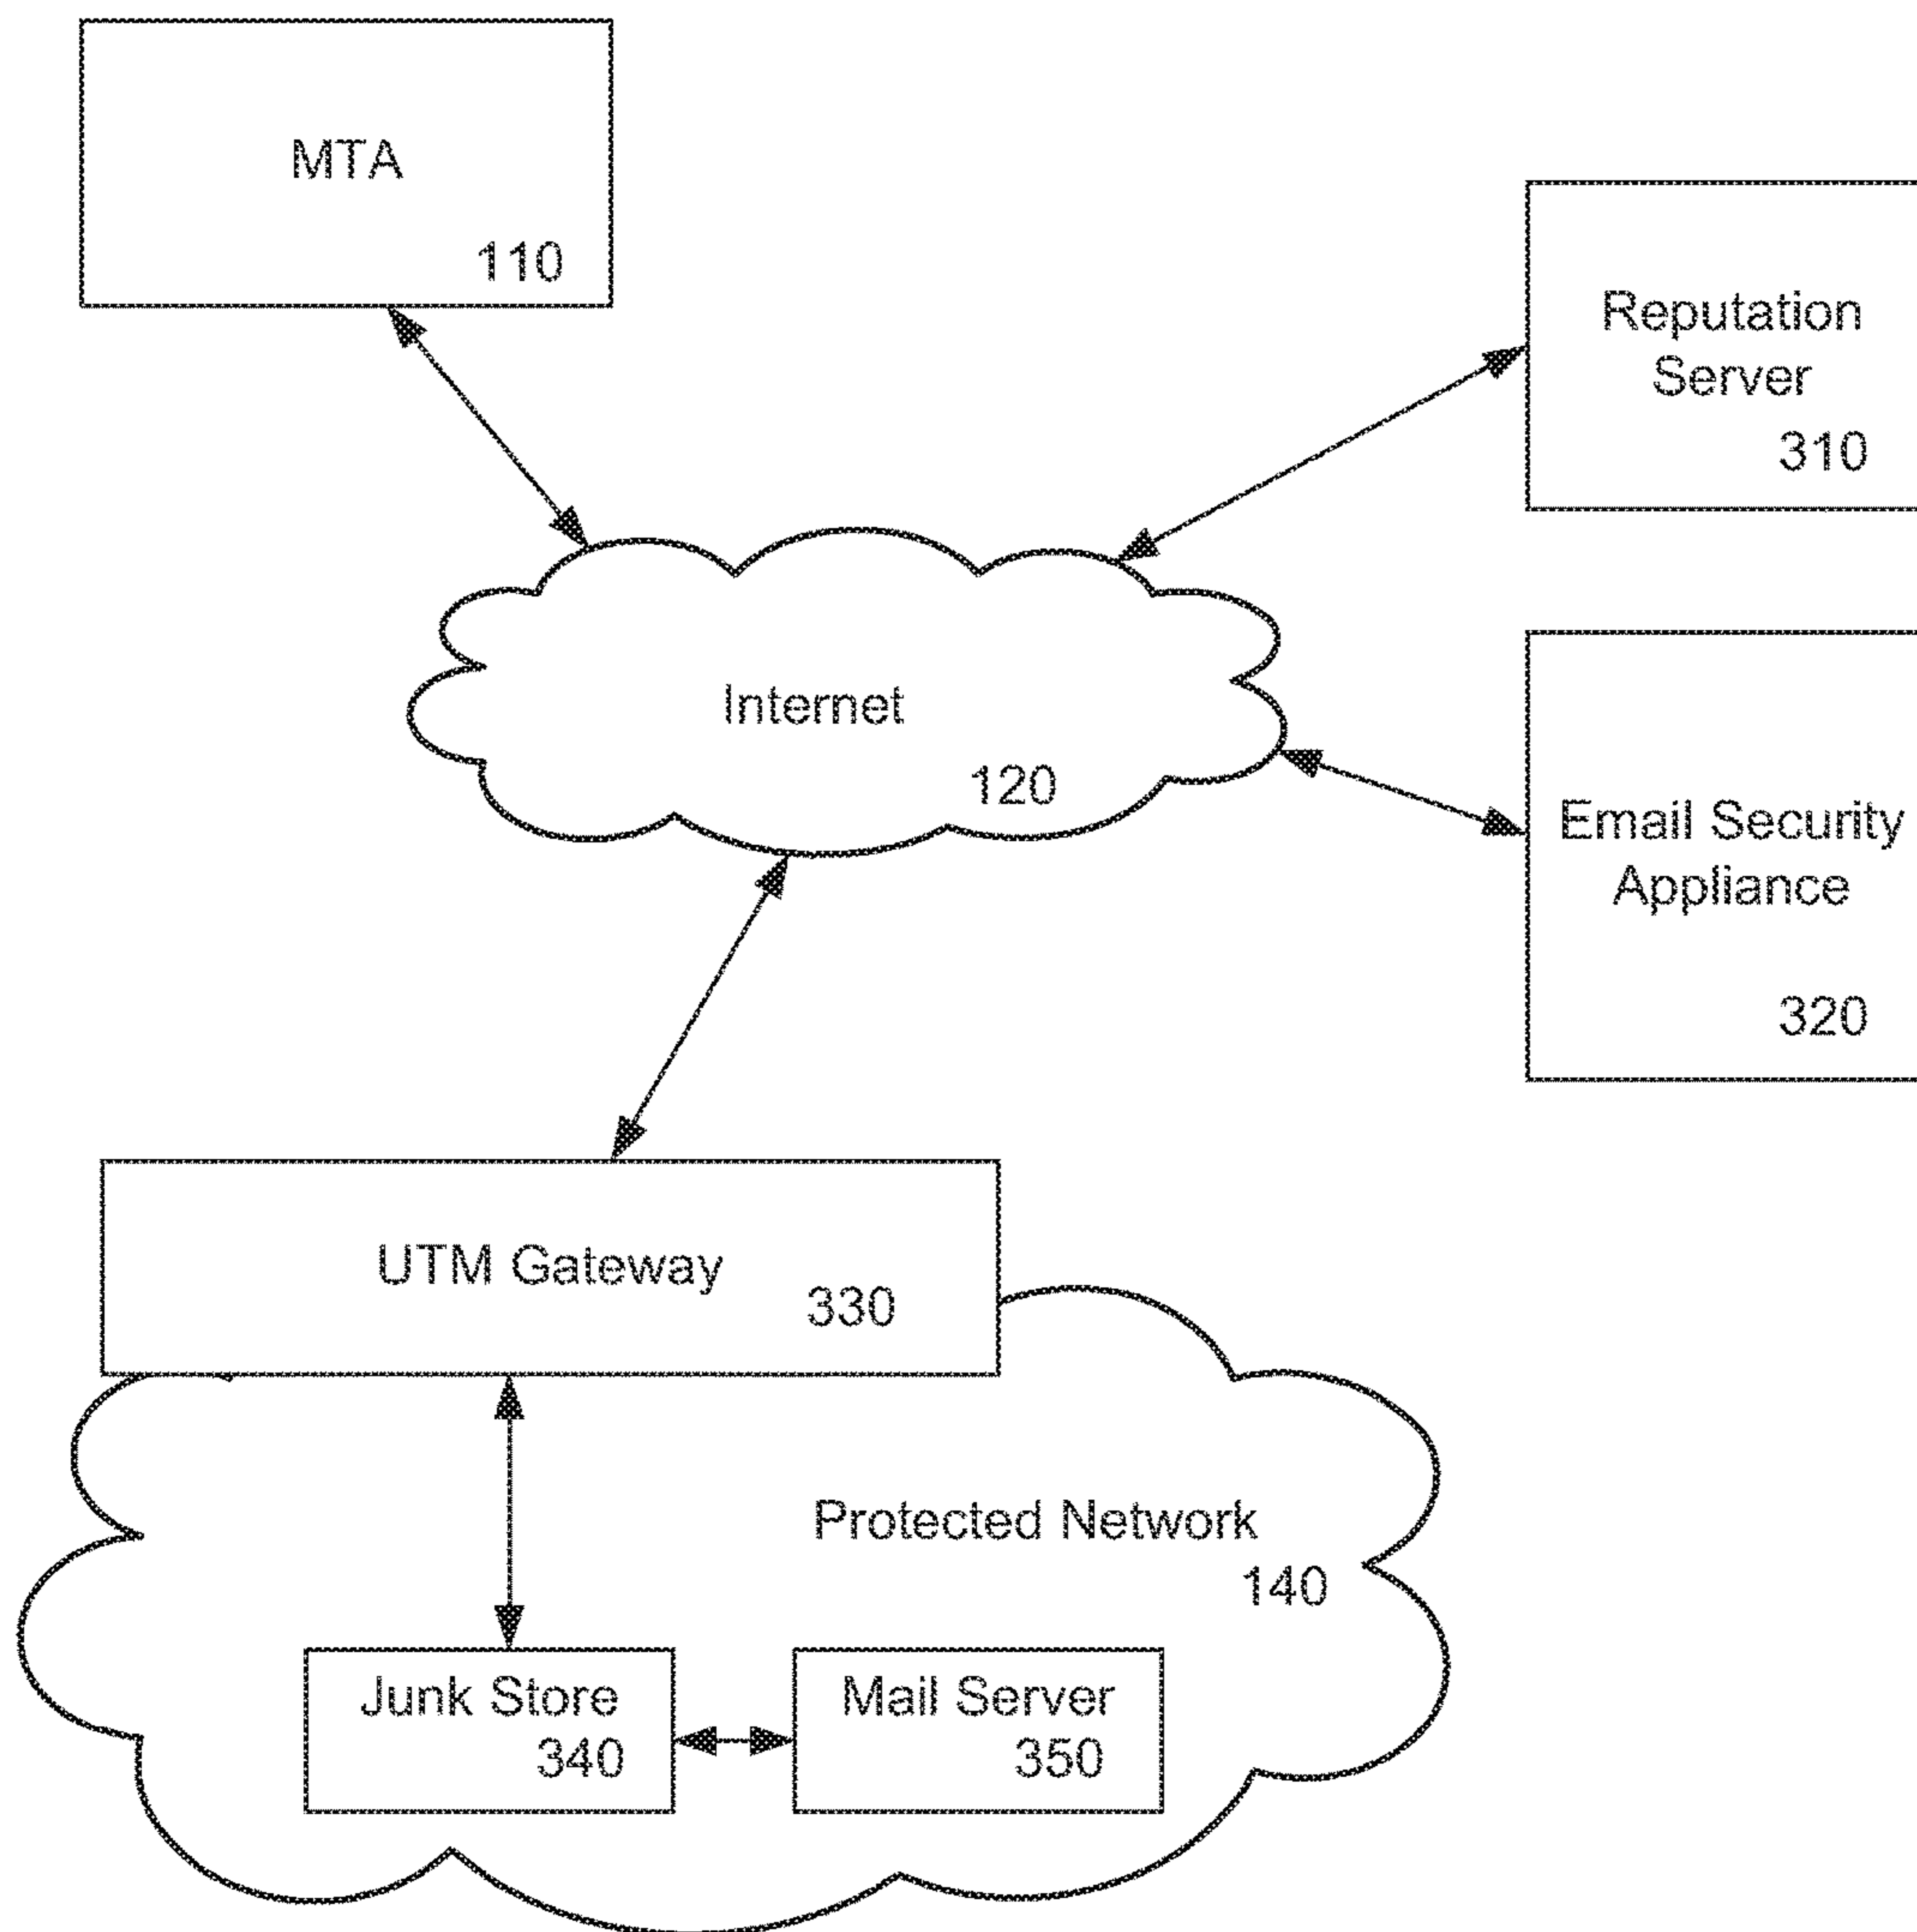 MTA
110
Reputation
Server
310
Internet
120
Email Security
Appliance
320
UTM Gateway
330
Protected Network
140
Junk Store
340
Mail Server
350